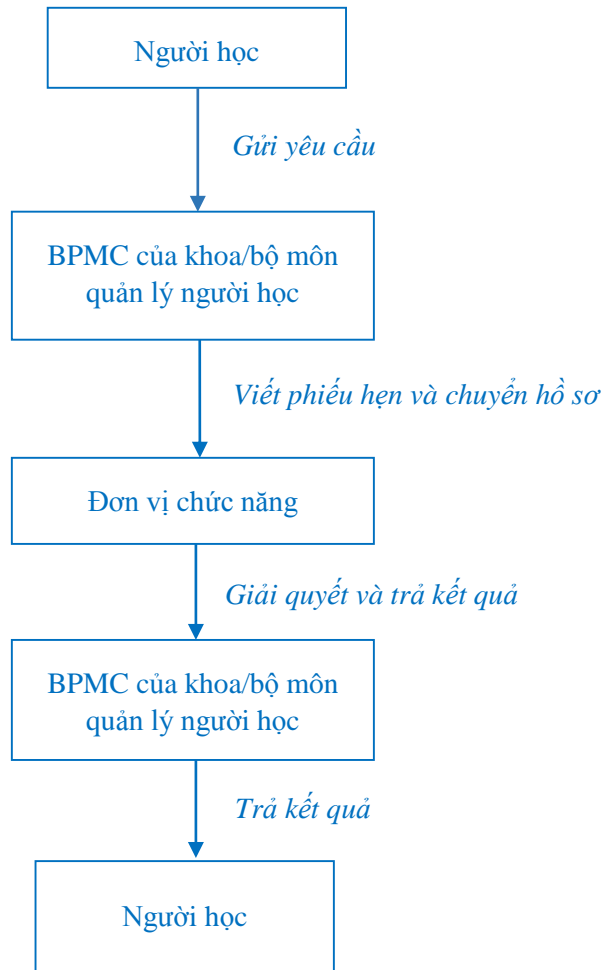 Người học
Gửi yêu cầu
BPMC của khoa/bộ môn
quản lý người học
Viết phiếu hẹn và chuyển hồ sơ
Đơn vị chức năng
Giải quyết và trả kết quả
BPMC của khoa/bộ môn
quản lý người học
Trả kết quả
Người học